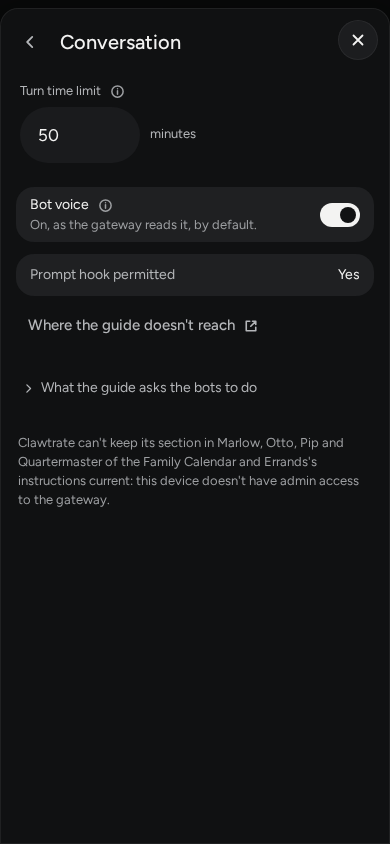 Conversation
Turn time limit
50 minutes
Bot voice
On, as the gateway reads it, by default.
Prompt hook permitted Yes
Where the guide doesn't reach
What the guide asks the bots to do
Clawtrate can't keep its section in Marlow, Otto, Pip and
Quartermaster of the Family Calendar and Errands's
instructions current: this device doesn't have admin access
to the gateway.